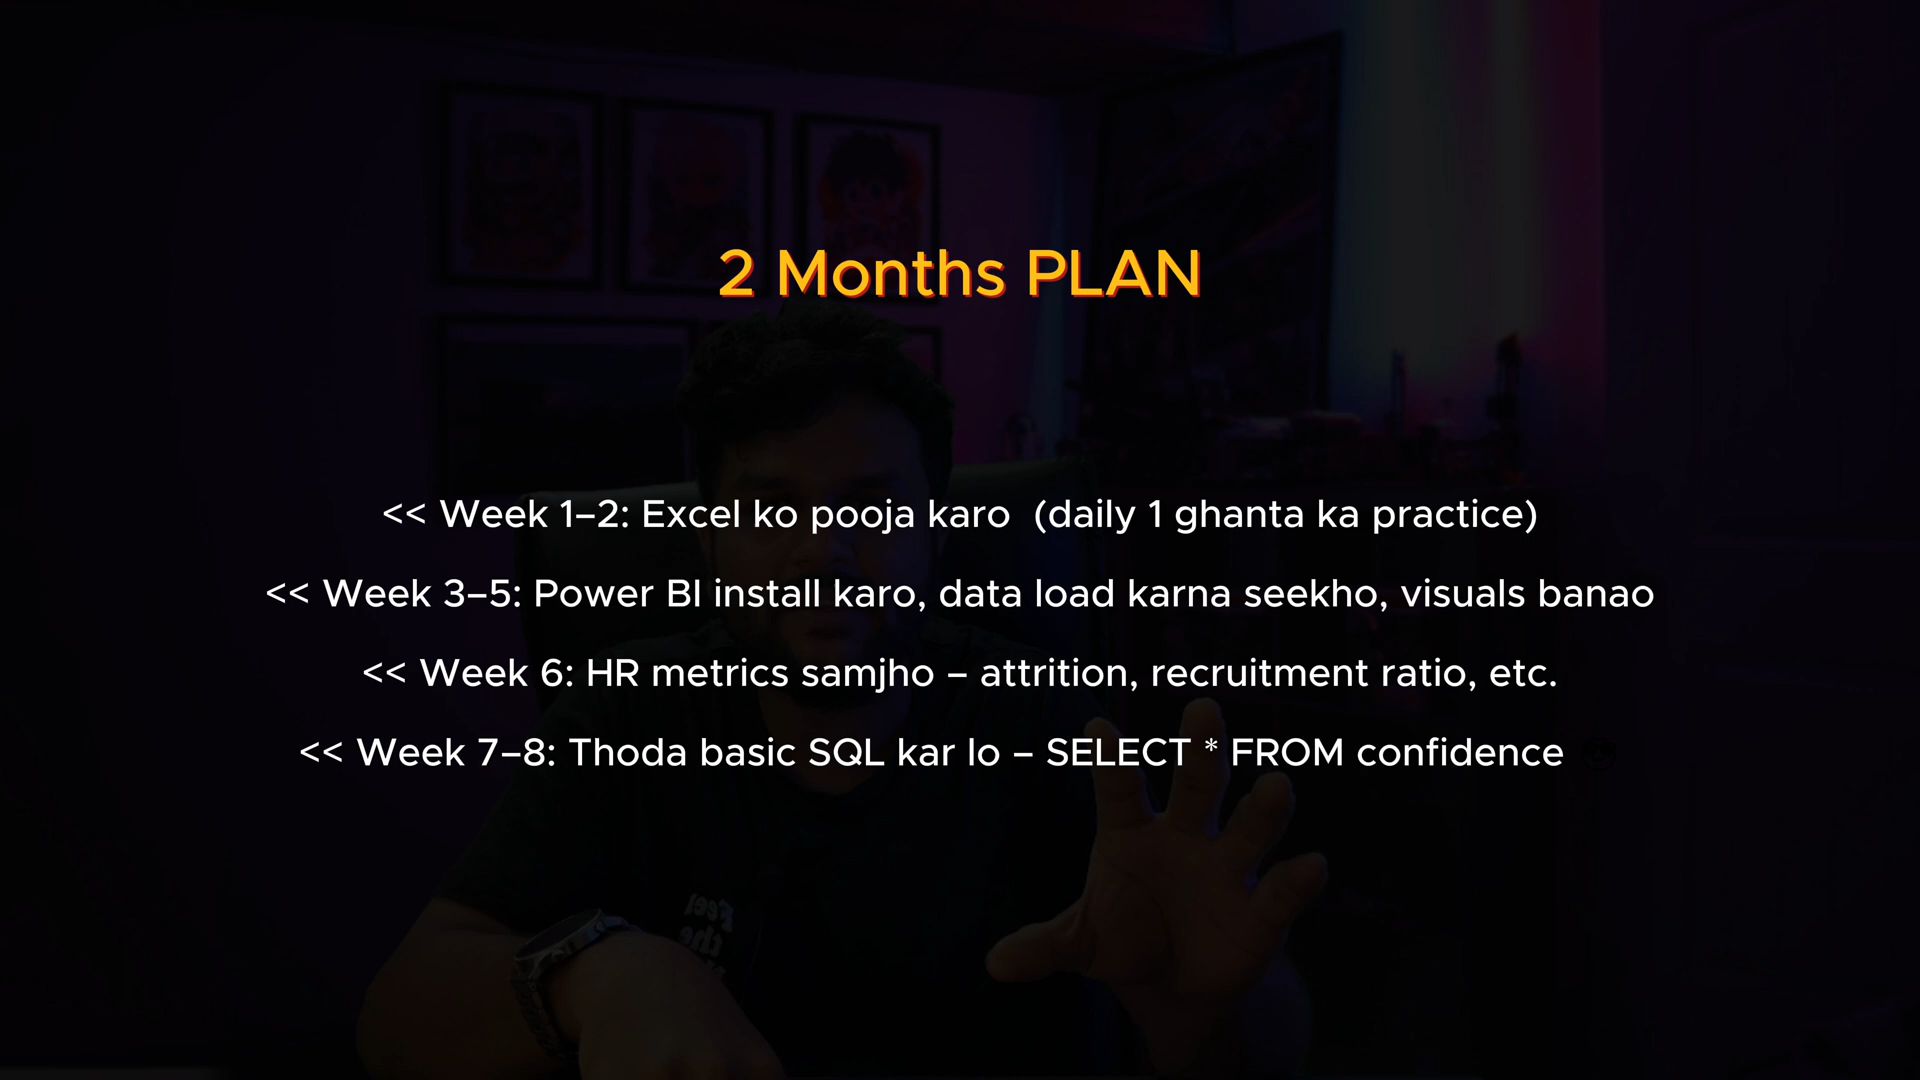 2 Months PLAN
<< Week 1–2: Excel ko pooja karo  (daily 1 ghanta ka practice)
<< Week 3–5: Power BI install karo, data load karna seekho, visuals banao
<< Week 6: HR metrics samjho – attrition, recruitment ratio, etc.
<< Week 7–8: Thoda basic SQL kar lo – SELECT * FROM confidence
Feel
the